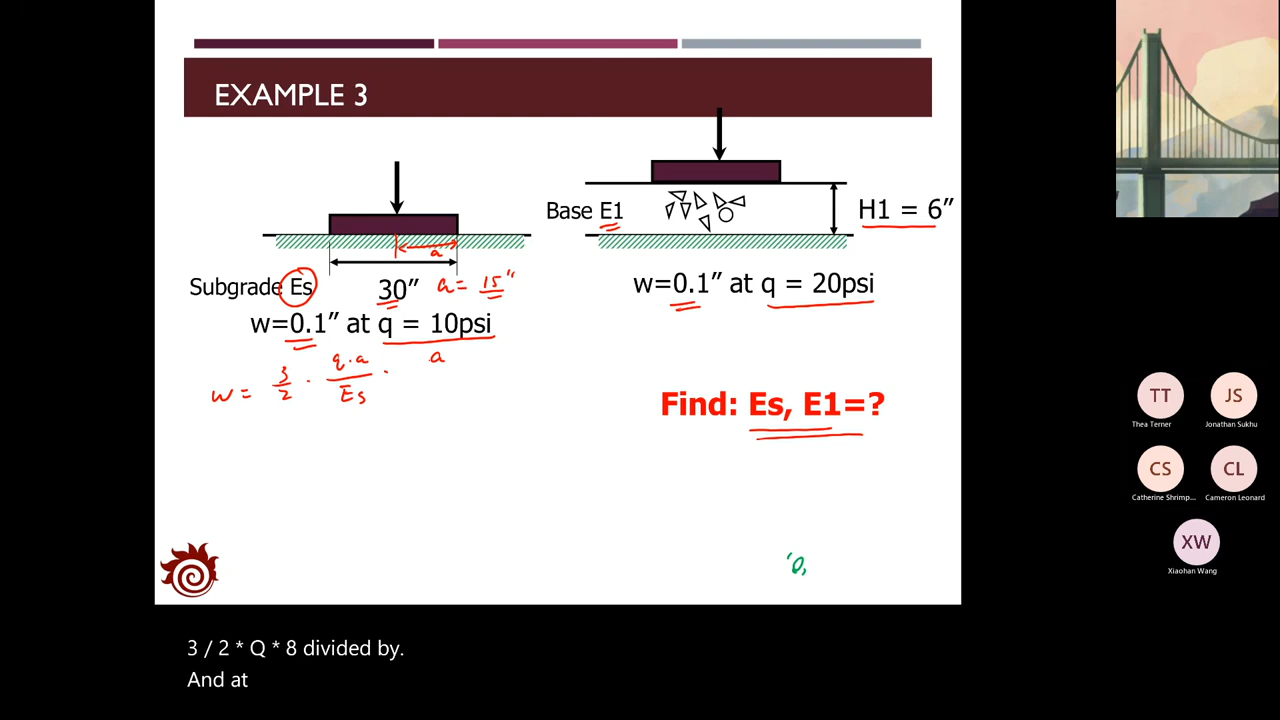 EXAMPLE 3
Base E1
H1 = 6”
a
Subgrade Es
30”
a = 15"
w=0.1” at q = 20psi
w=0.1” at q = 10psi
w = 3/2 · q·a/Es ·
a
Find: Es, E1=?
TT
Thea Terner
JS
Jonathan Sukhu
CS
Catherine Shrimp...
CL
Cameron Leonard
XW
Xiaohan Wang
3 / 2 * Q * 8 divided by.
And at